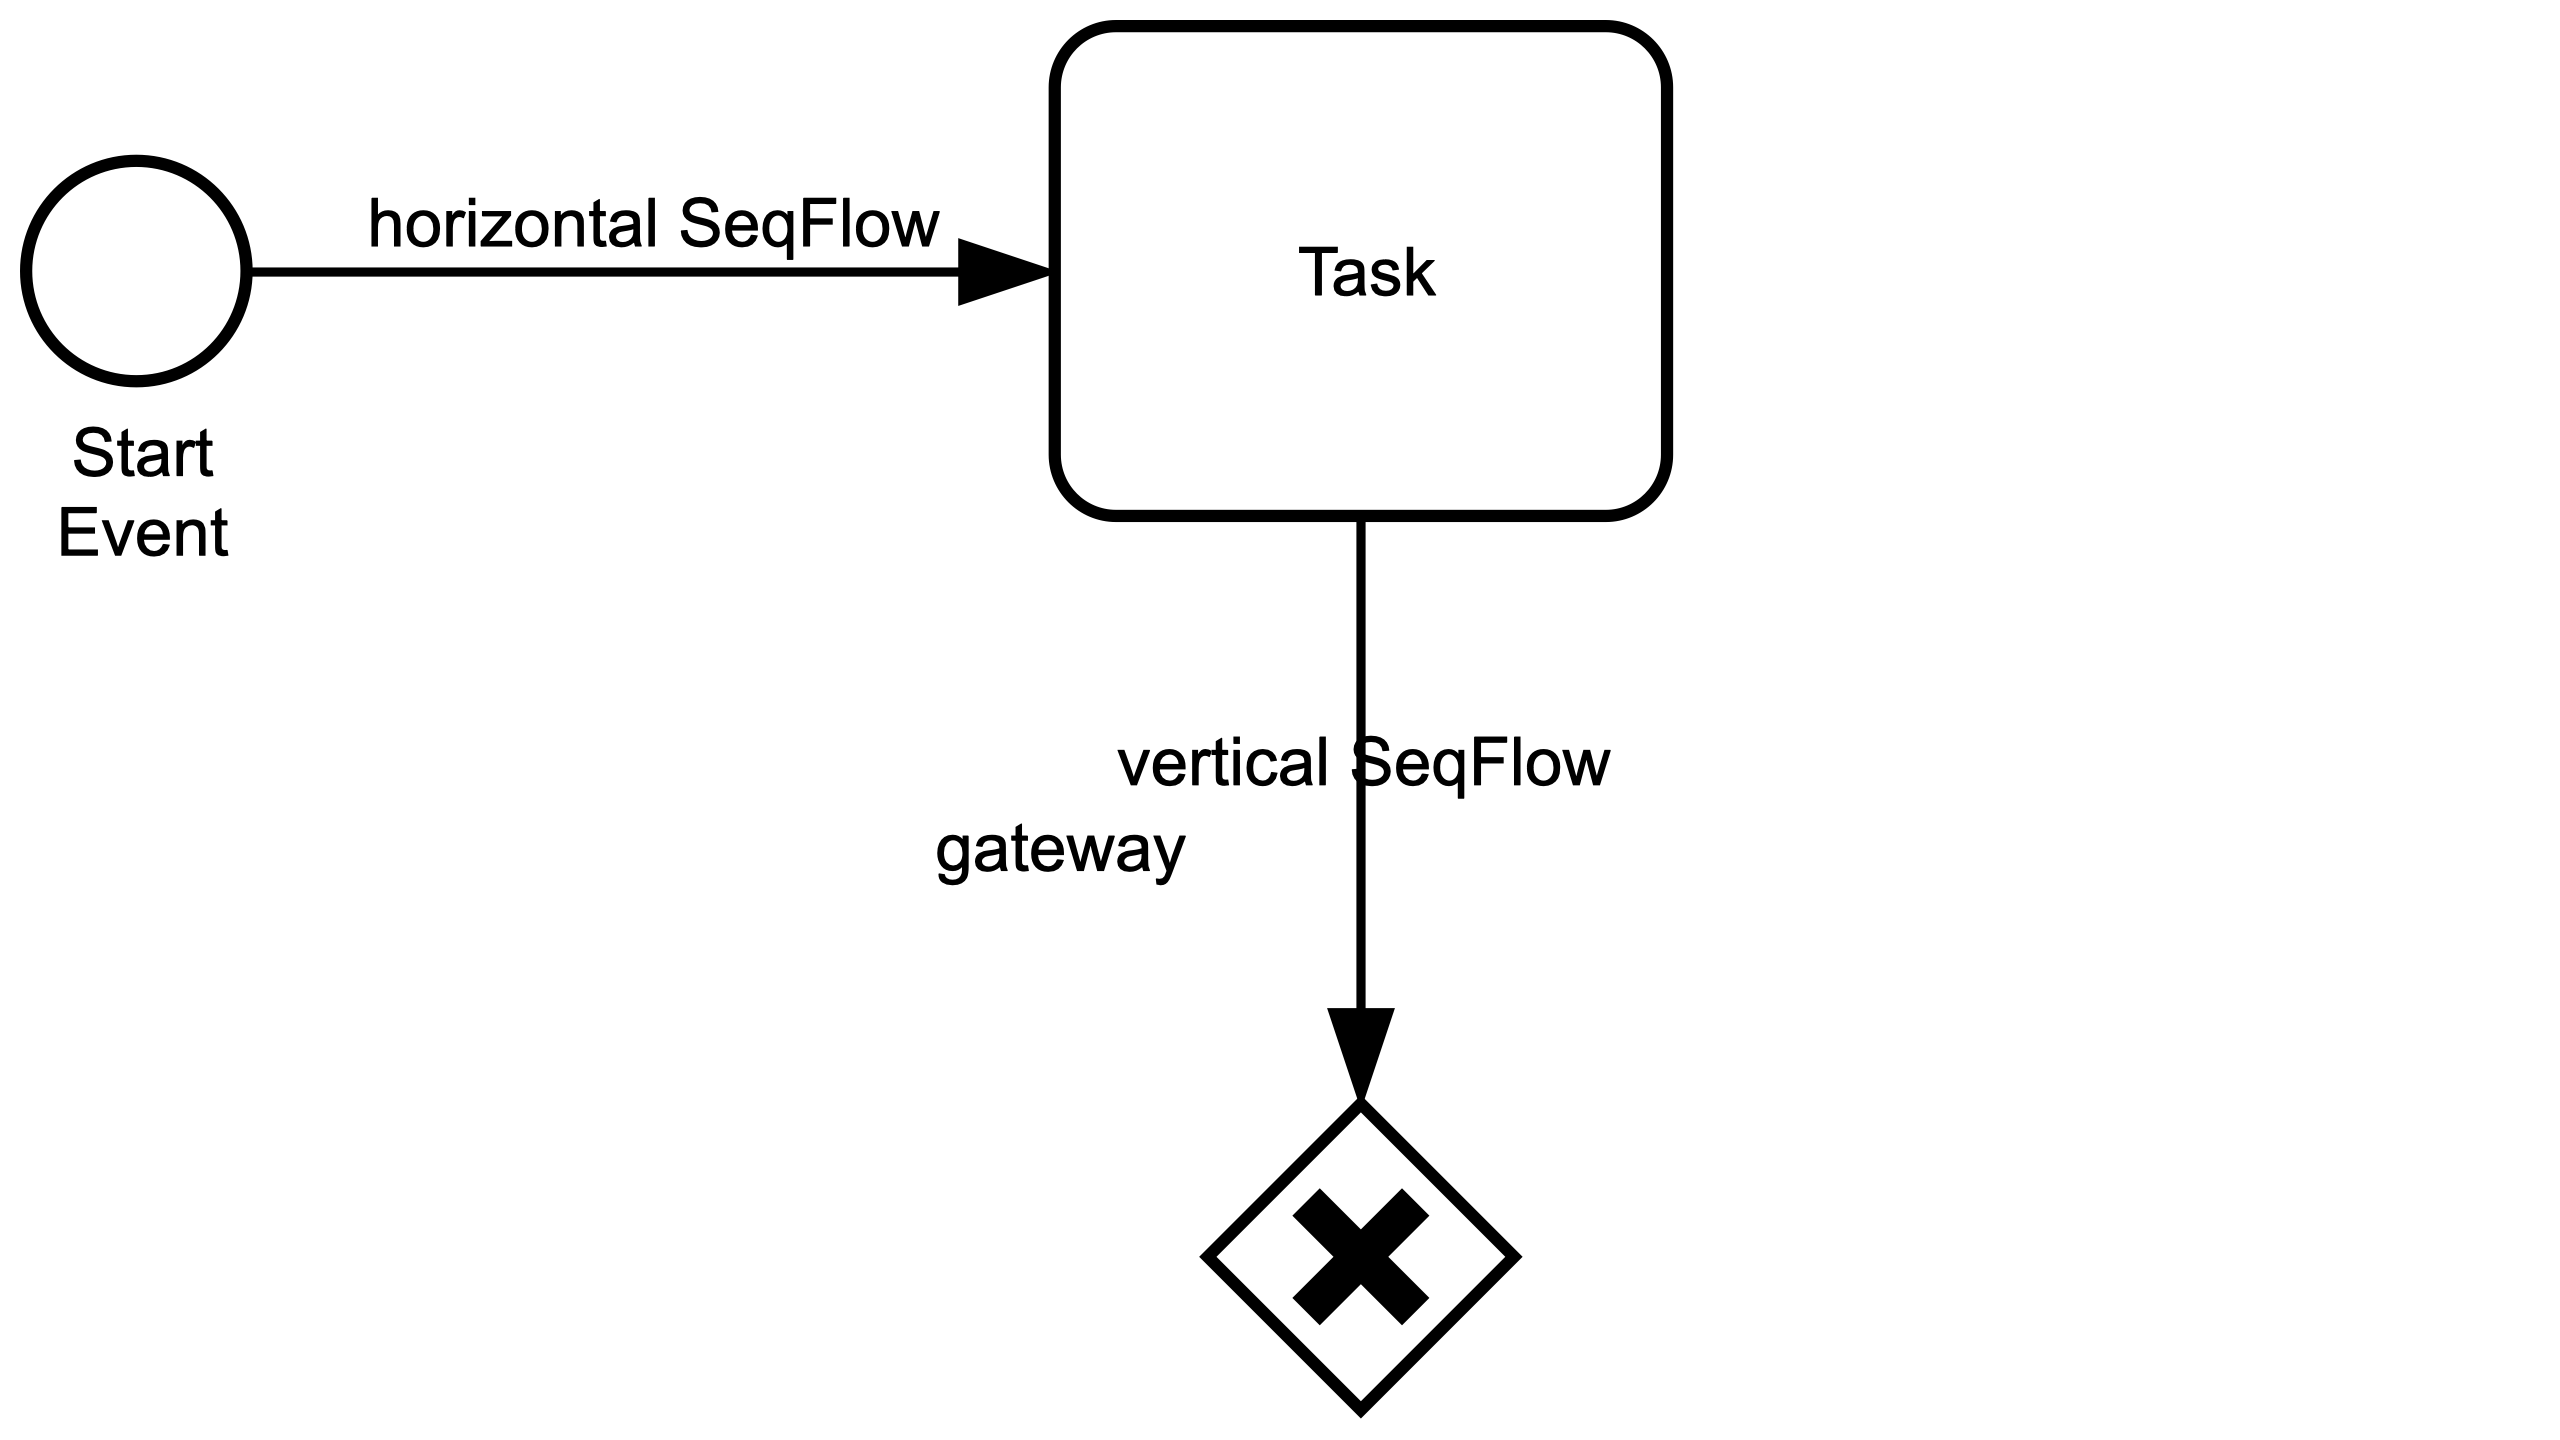 horizontal SeqFlow
Task
Start
Event
vertical SeqFlow
gateway